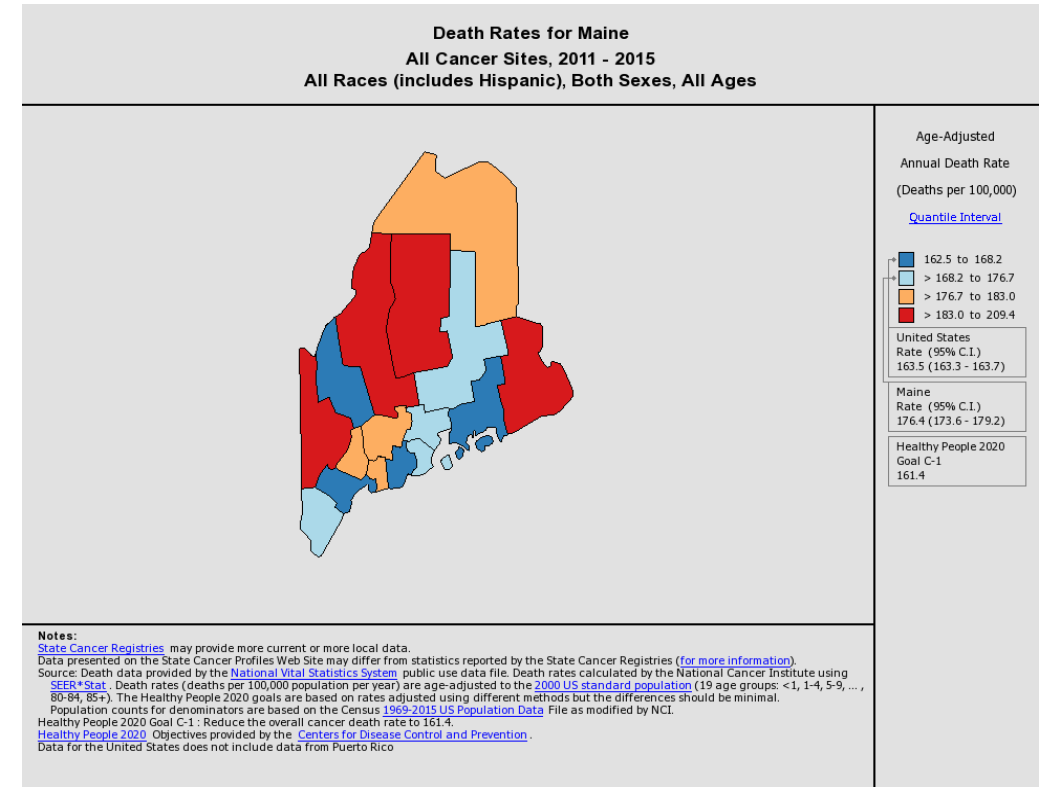 Death Rates for Maine
All Cancer Sites, 2011 - 2015
All Races (includes Hispanic), Both Sexes, All Ages
Age-Adjusted
Annual Death Rate
(Deaths per 100,000)
Quantile Interval
162.5 to 168.2
> 168.2 to 176.7
> 176.7 to 183.0
> 183.0 to 209.4
United States
Rate (95% C.I.)
163.5 (163.3 - 163.7)
Maine
Rate (95% C.I.)
176.4 (173.6 - 179.2)
Healthy People 2020
Goal C-1
161.4
Notes:
State Cancer Registries may provide more current or more local data.
Data presented on the State Cancer Profiles Web Site may differ from statistics reported by the State Cancer Registries (for more information).
Source: Death data provided by the National Vital Statistics System public use data file. Death rates calculated by the National Cancer Institute using
SEER*Stat . Death rates (deaths per 100,000 population per year) are age-adjusted to the 2000 US standard population (19 age groups: <1, 1-4, 5-9, ... ,
80-84, 85+). The Healthy People 2020 goals are based on rates adjusted using different methods but the differences should be minimal.
Population counts for denominators are based on the Census 1969-2015 US Population Data File as modified by NCI.
Healthy People 2020 Goal C-1 : Reduce the overall cancer death rate to 161.4.
Healthy People 2020 Objectives provided by the Centers for Disease Control and Prevention .
Data for the United States does not include data from Puerto Rico